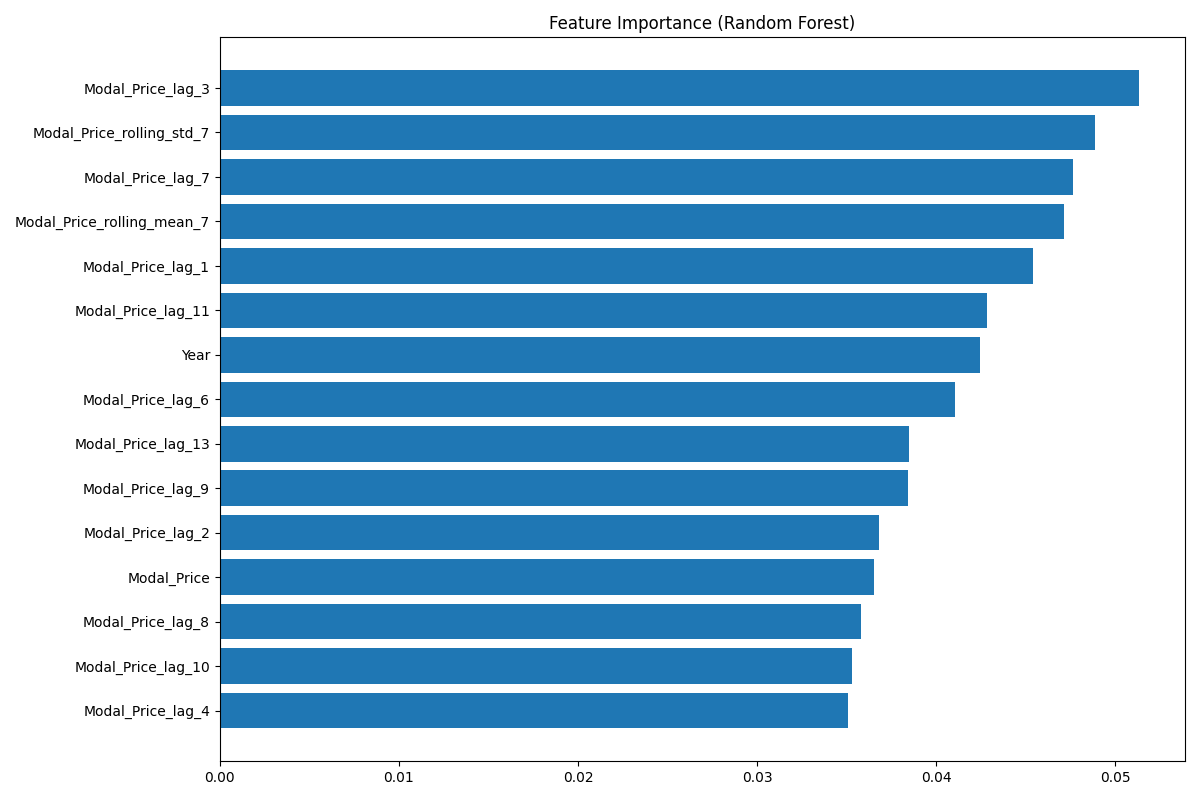 Feature Importance (Random Forest)
Modal_Price_lag_3
Modal_Price_rolling_std_7
Modal_Price_lag_7
Modal_Price_rolling_mean_7
Modal_Price_lag_1
Modal_Price_lag_11
Year
Modal_Price_lag_6
Modal_Price_lag_13
Modal_Price_lag_9
Modal_Price_lag_2
Modal_Price
Modal_Price_lag_8
Modal_Price_lag_10
Modal_Price_lag_4
0.00 0.01 0.02 0.03 0.04 0.05